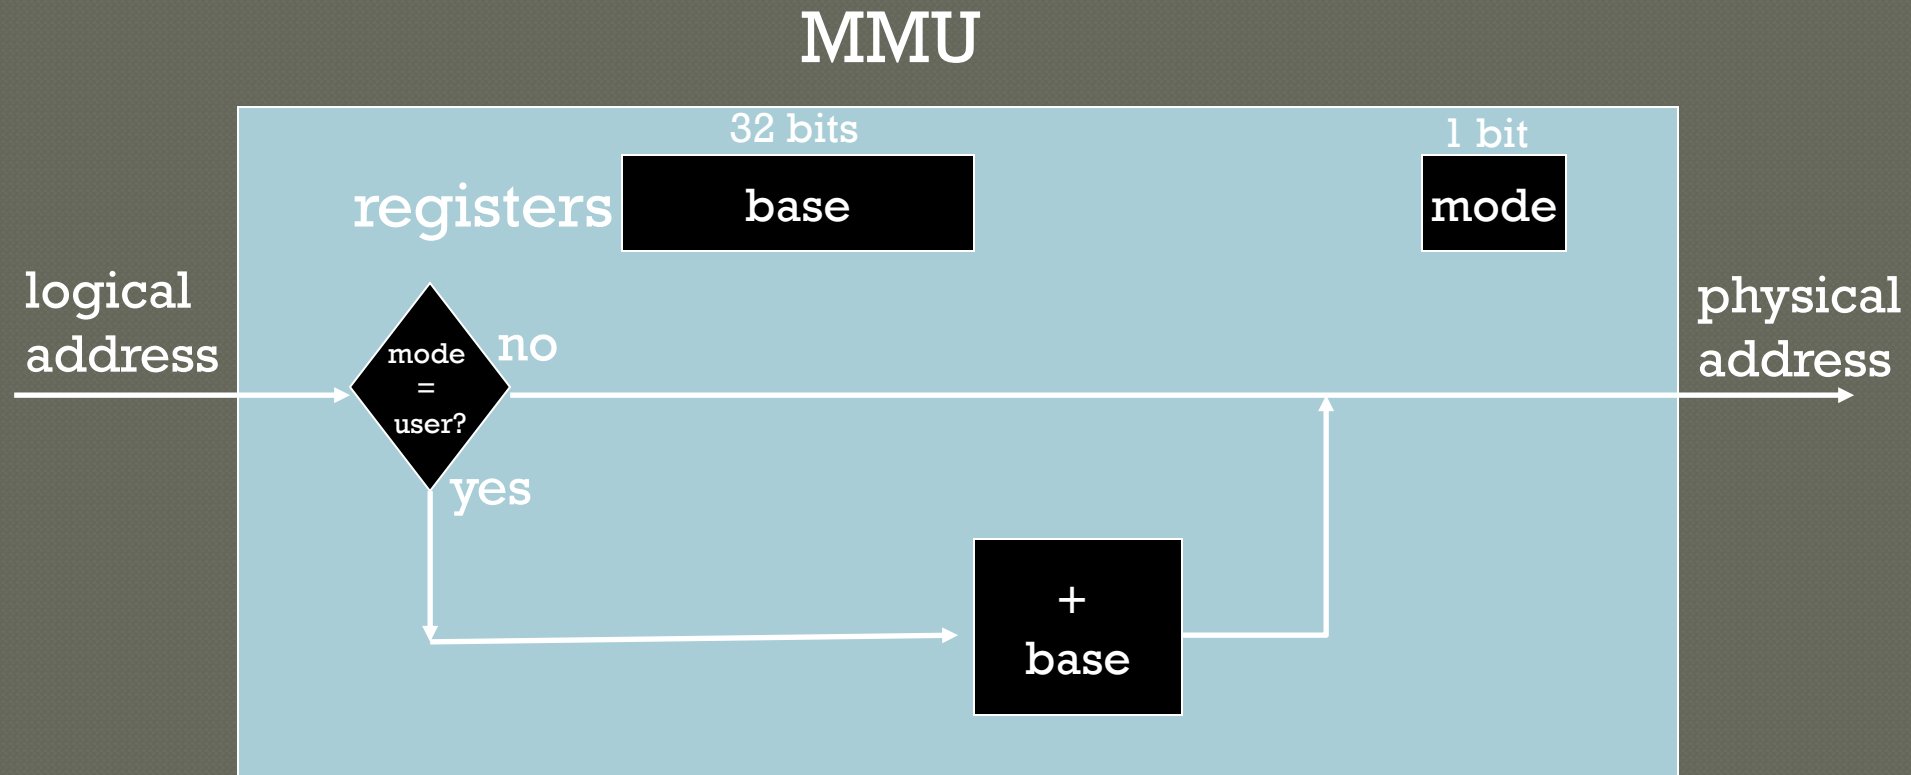 MMU
32 bits
1 bit
registers
base
mode
logical
address
physical
address
mode
=
user?
no
yes
+
base